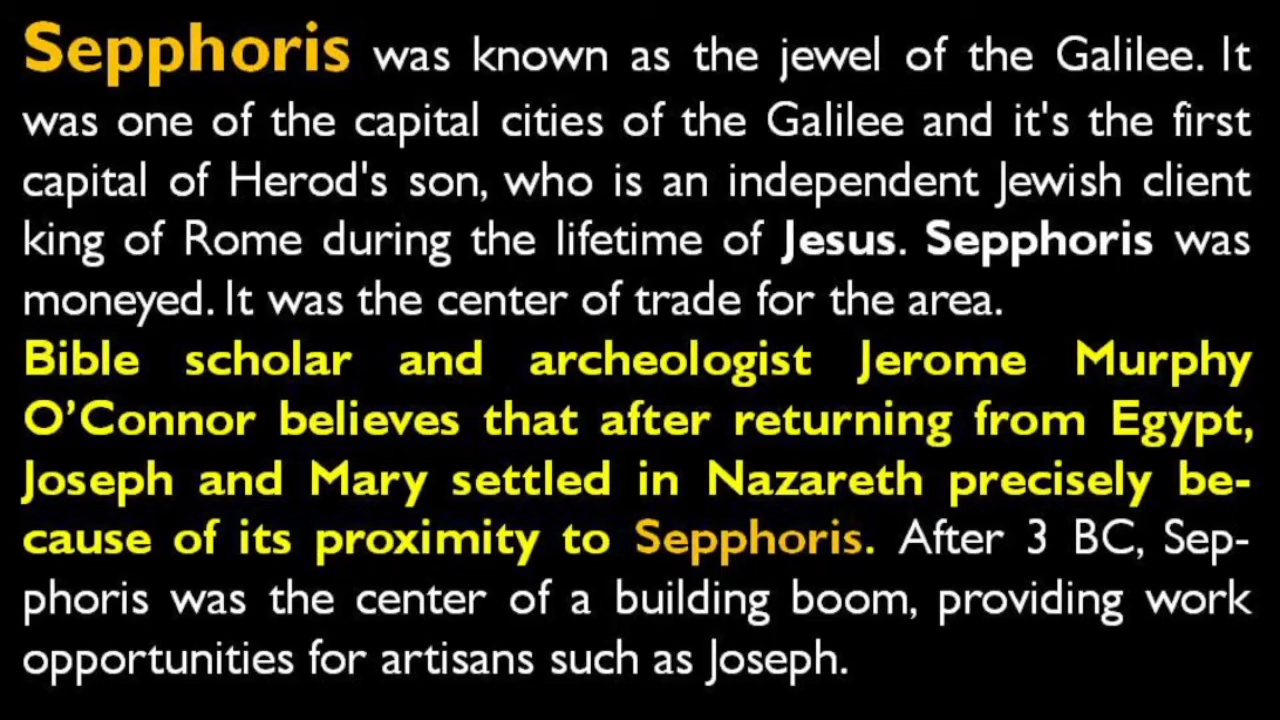 Sepphoris was known as the jewel of the Galilee. It
was one of the capital cities of the Galilee and it's the first
capital of Herod's son, who is an independent Jewish client
king of Rome during the lifetime of Jesus. Sepphoris was
moneyed. It was the center of trade for the area.
Bible scholar and archeologist Jerome Murphy
O’Connor believes that after returning from Egypt,
Joseph and Mary settled in Nazareth precisely be-
cause of its proximity to Sepphoris. After 3 BC, Sep-
phoris was the center of a building boom, providing work
opportunities for artisans such as Joseph.